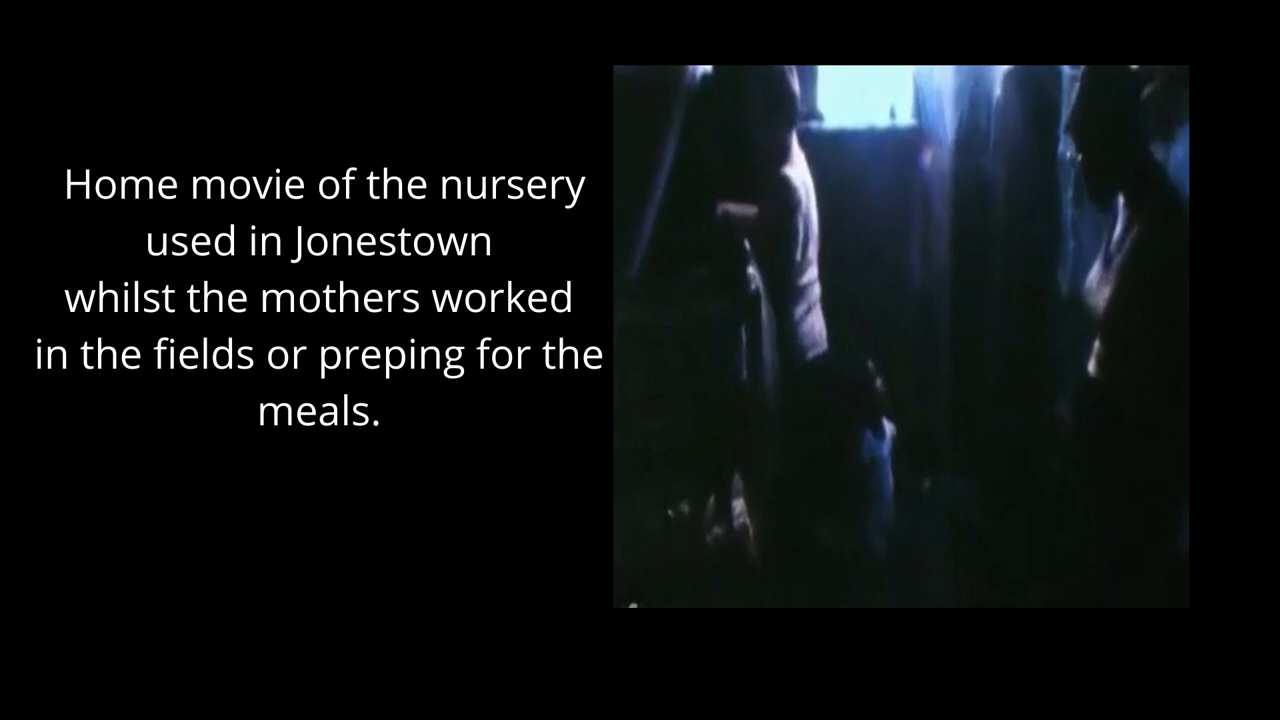 Home movie of the nursery
used in Jonestown
whilst the mothers worked
in the fields or preping for the
meals.